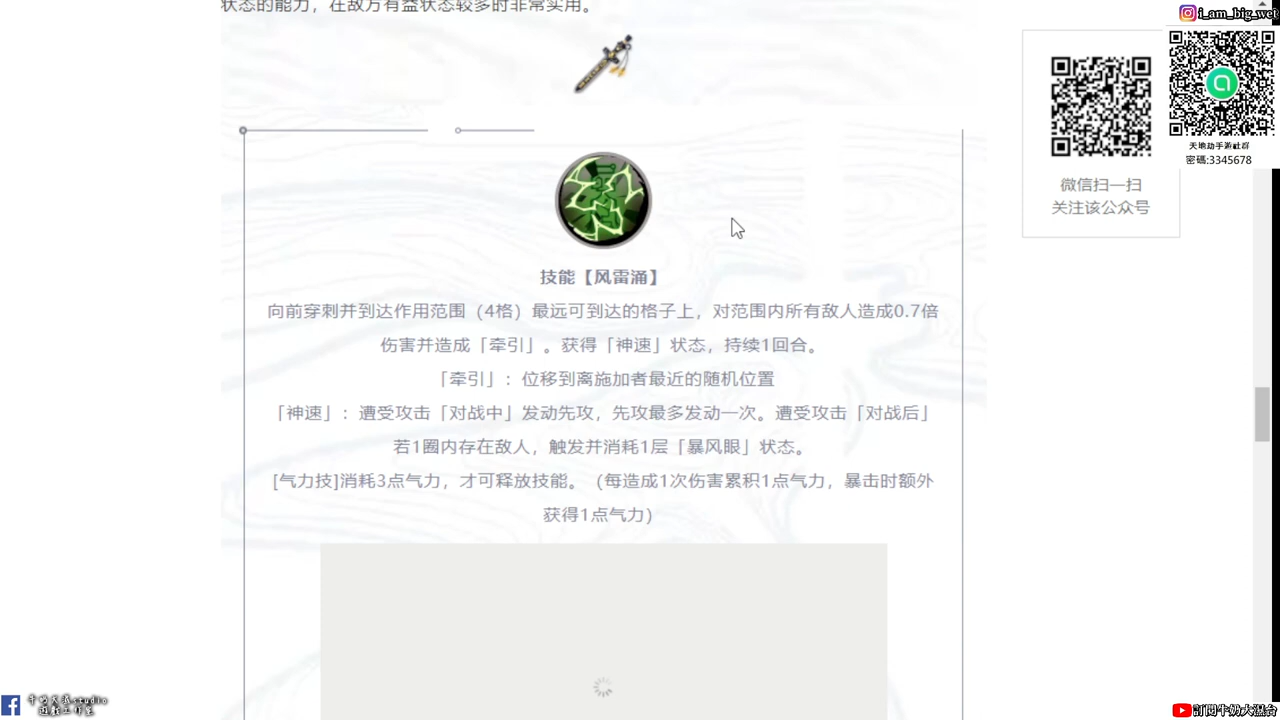 状态的能力，在敌方有益状态较多时非常实用。
i_am_big_wet
天地劫手游社群
密碼:3345678
微信扫一扫
关注该公众号
技能【风雷涌】
向前穿刺并到达作用范围（4格）最远可到达的格子上，对范围内所有敌人造成0.7倍
伤害并造成「牵引」。获得「神速」状态，持续1回合。
「牵引」：位移到离施加者最近的随机位置
「神速」：遭受攻击「对战中」发动先攻，先攻最多发动一次。遭受攻击「对战后」
若1圈内存在敌人，触发并消耗1层「暴风眼」状态。
[气力技]消耗3点气力，才可释放技能。（每造成1次伤害累积1点气力，暴击时额外
获得1点气力）
studio
遊戲工作室
訂閱牛奶大混台